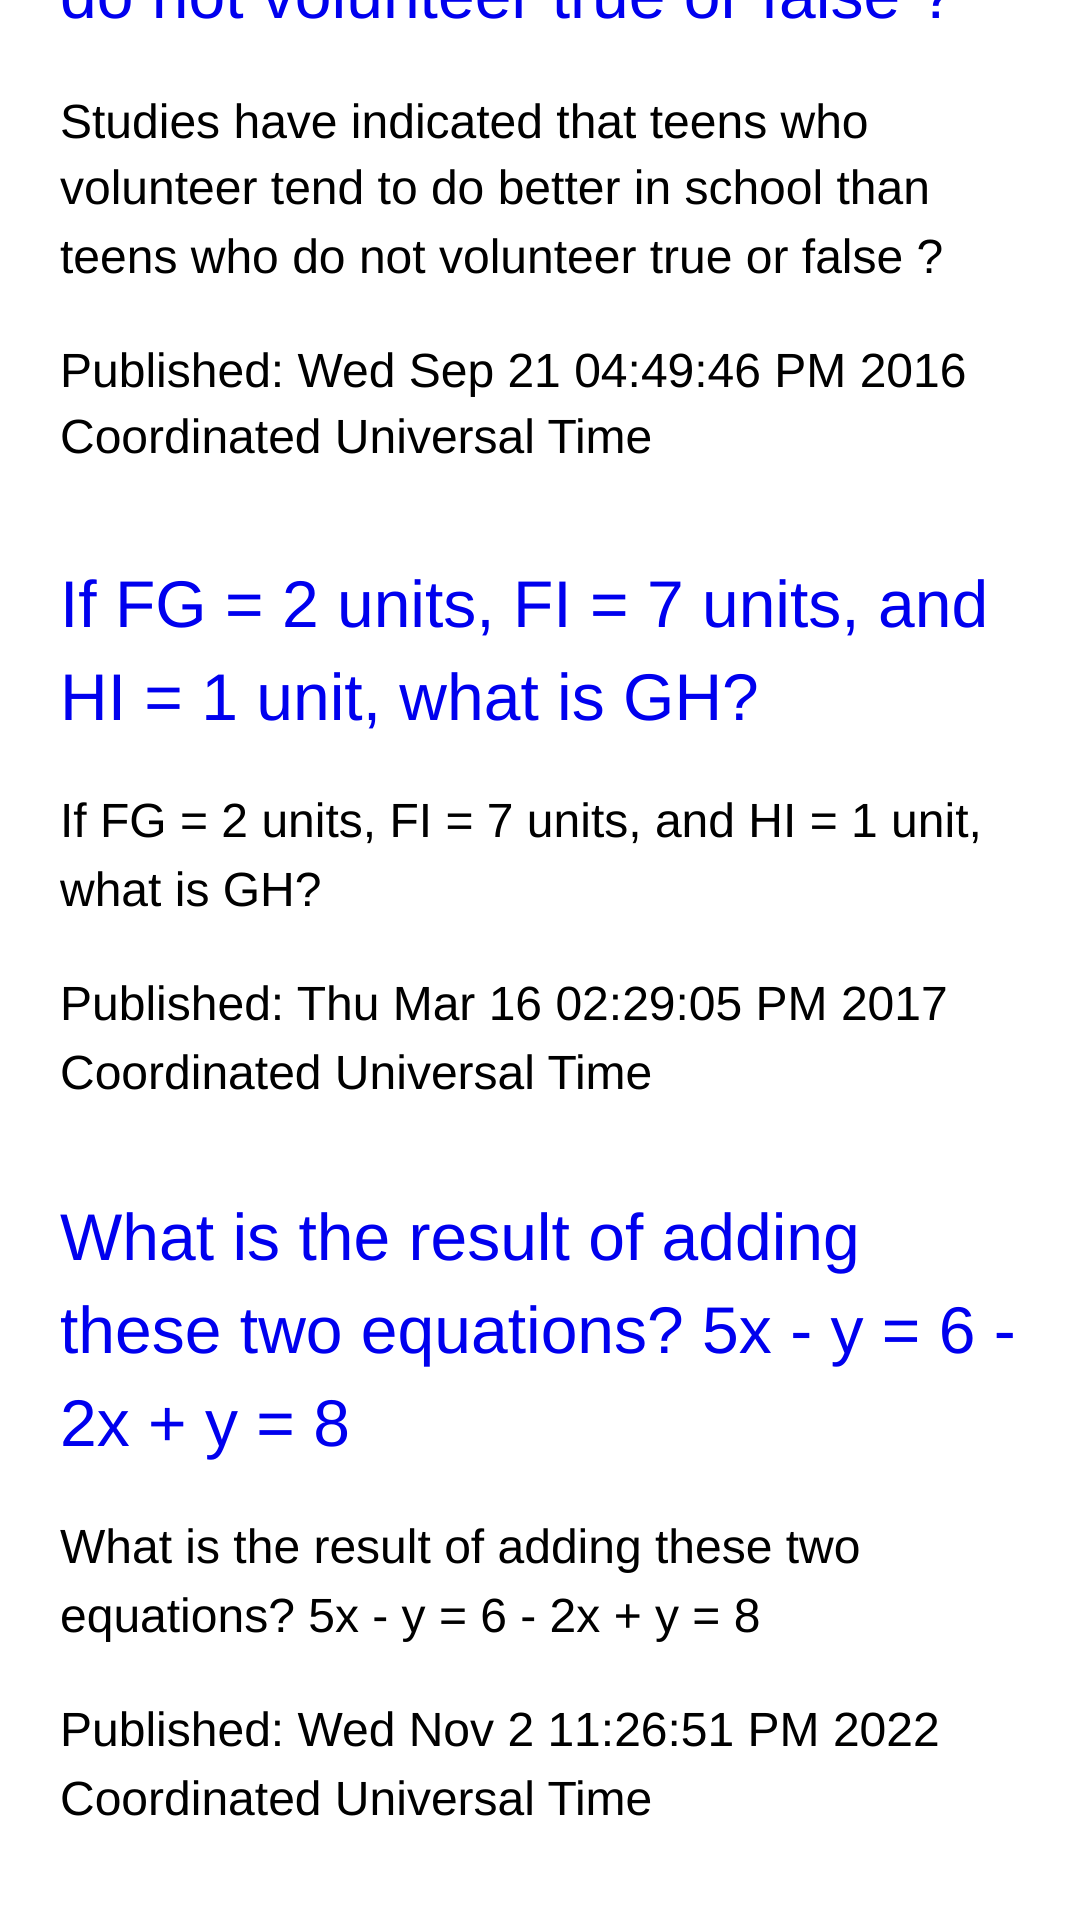 do not volunteer true or false ?
Studies have indicated that teens who
volunteer tend to do better in school than
teens who do not volunteer true or false ?
Published: Wed Sep 21 04:49:46 PM 2016
Coordinated Universal Time
If FG = 2 units, FI = 7 units, and
HI = 1 unit, what is GH?
If FG = 2 units, FI = 7 units, and HI = 1 unit,
what is GH?
Published: Thu Mar 16 02:29:05 PM 2017
Coordinated Universal Time
What is the result of adding
these two equations? 5x - y = 6 -
2x + y = 8
What is the result of adding these two
equations? 5x - y = 6 - 2x + y = 8
Published: Wed Nov 2 11:26:51 PM 2022
Coordinated Universal Time